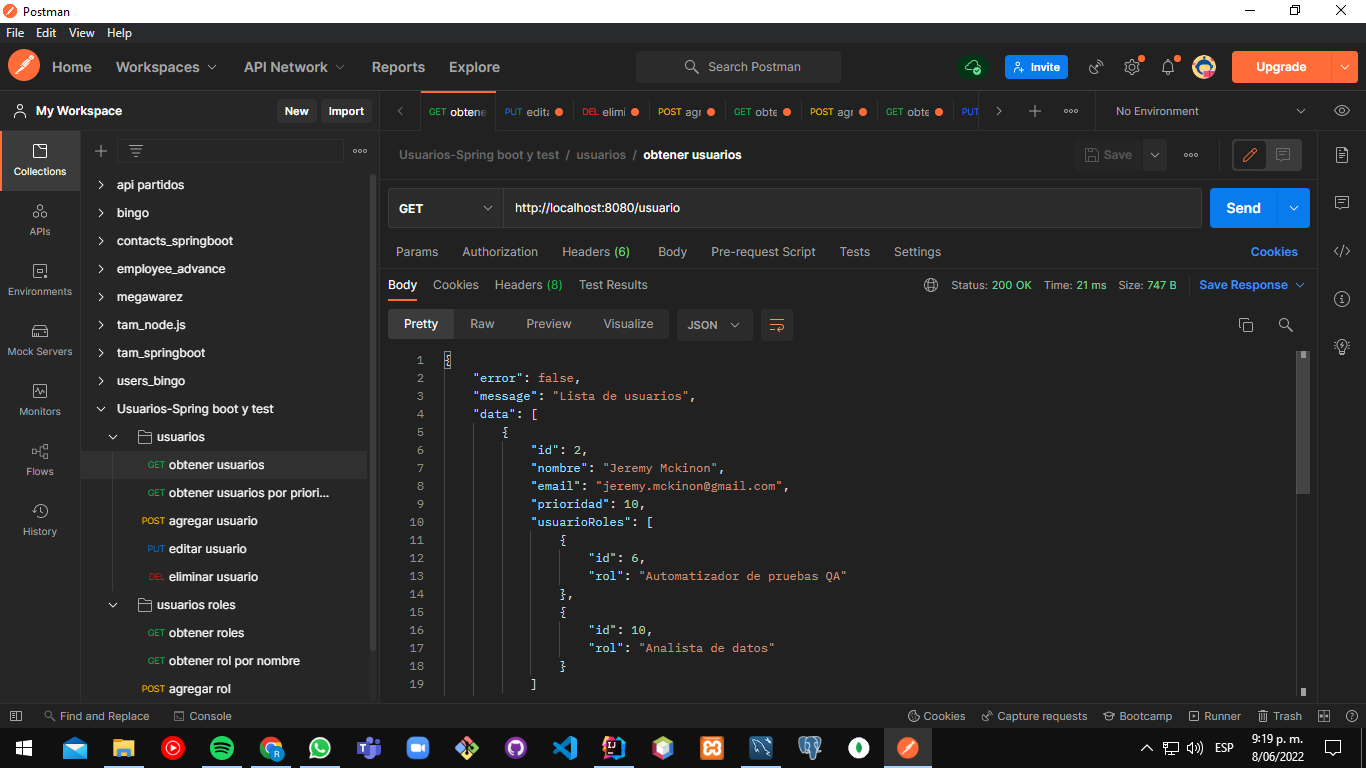 Postman
File Edit View Help
Home Workspaces API Network Reports Explore Search Postman Invite Upgrade
My Workspace New Import
GET obtene PUT edita DEL elimi POST agr GET obte POST agr GET obte PUT No Environment
Collections
APIs
Environments
Mock Servers
Monitors
Flows
History
api partidos
bingo
contacts_springboot
employee_advance
megawarez
tam_node.js
tam_springboot
users_bingo
Usuarios-Spring boot y test
usuarios
GET obtener usuarios
GET obtener usuarios por priori...
POST agregar usuario
PUT editar usuario
DEL eliminar usuario
usuarios roles
GET obtener roles
GET obtener rol por nombre
POST agregar rol
Usuarios-Spring boot y test / usuarios / obtener usuarios Save
GET http://localhost:8080/usuario Send
Params Authorization Headers (6) Body Pre-request Script Tests Settings Cookies
Body Cookies Headers (8) Test Results Status: 200 OK Time: 21 ms Size: 747 B Save Response
Pretty Raw Preview Visualize JSON
1 {
2 "error": false,
3 "message": "Lista de usuarios",
4 "data": [
5 {
6 "id": 2,
7 "nombre": "Jeremy Mckinon",
8 "email": "jeremy.mckinon@gmail.com",
9 "prioridad": 10,
10 "usuarioRoles": [
11 {
12 "id": 6,
13 "rol": "Automatizador de pruebas QA"
14 },
15 {
16 "id": 10,
17 "rol": "Analista de datos"
18 }
19 ]
Find and Replace Console Cookies Capture requests Bootcamp Runner Trash
ESP 9:19 p. m.
8/06/2022